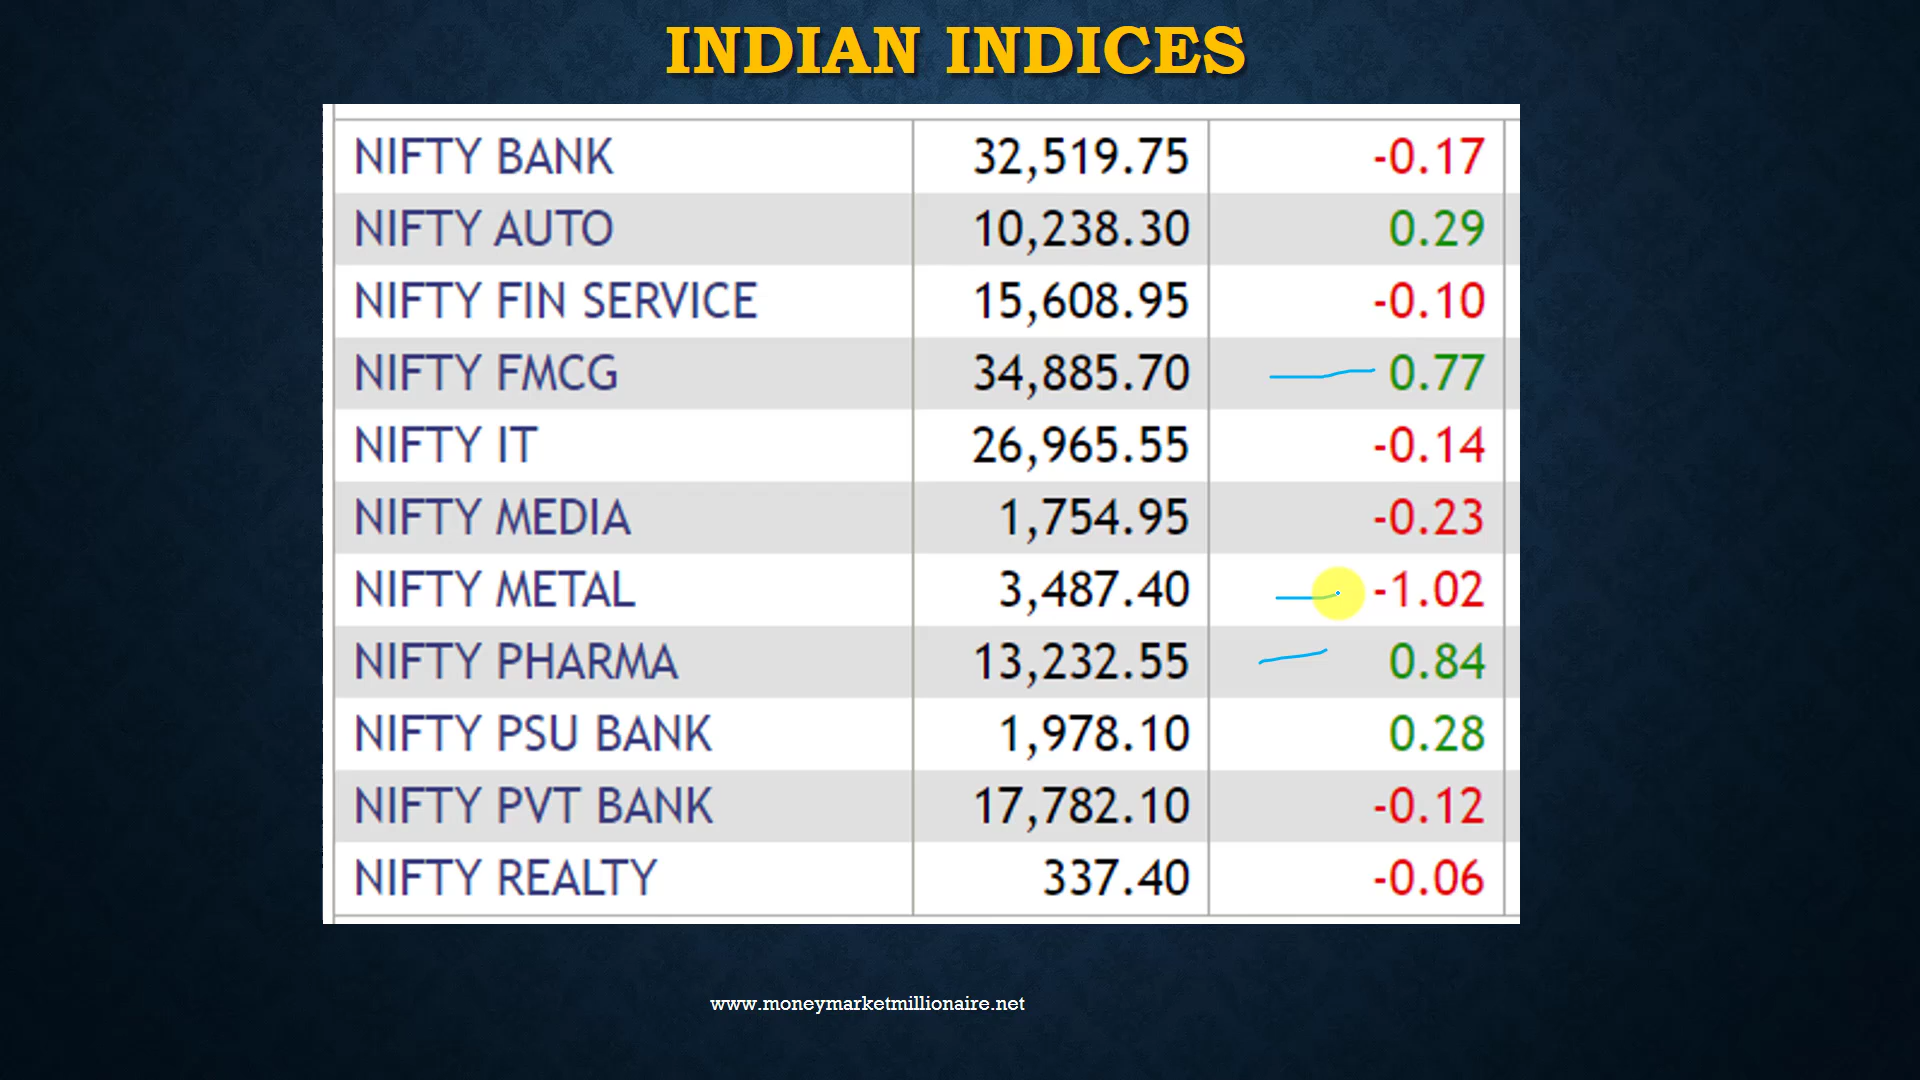 INDIAN INDICES
NIFTY BANK 32,519.75 -0.17
NIFTY AUTO 10,238.30 0.29
NIFTY FIN SERVICE 15,608.95 -0.10
NIFTY FMCG 34,885.70 0.77
NIFTY IT 26,965.55 -0.14
NIFTY MEDIA 1,754.95 -0.23
NIFTY METAL 3,487.40 -1.02
NIFTY PHARMA 13,232.55 0.84
NIFTY PSU BANK 1,978.10 0.28
NIFTY PVT BANK 17,782.10 -0.12
NIFTY REALTY 337.40 -0.06
www.moneymarketmillionaire.net